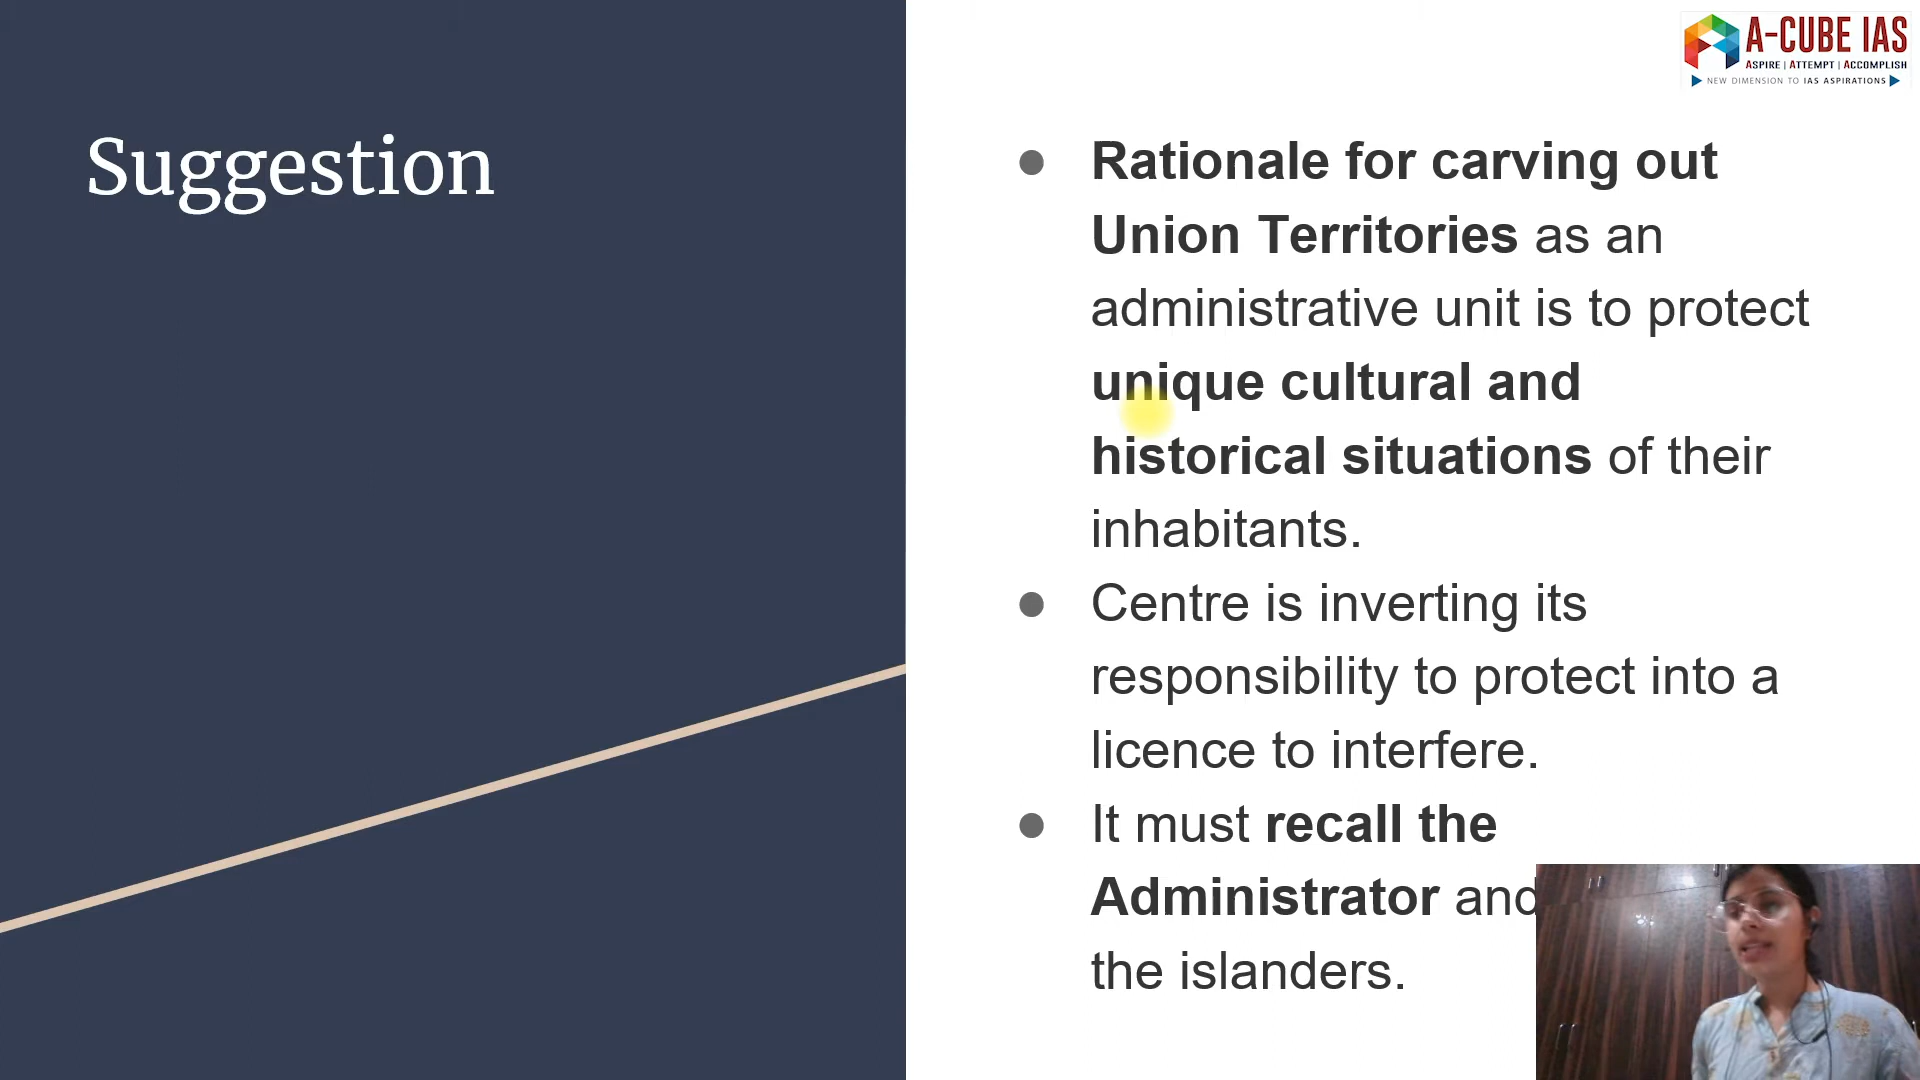 A-CUBE IAS
ASPIRE | ATTEMPT | ACCOMPLISH
NEW DIMENSION TO IAS ASPIRATIONS
Suggestion
● Rationale for carving out
Union Territories as an
administrative unit is to protect
unique cultural and
historical situations of their
inhabitants.
● Centre is inverting its
responsibility to protect into a
licence to interfere.
● It must recall the
Administrator and
the islanders.